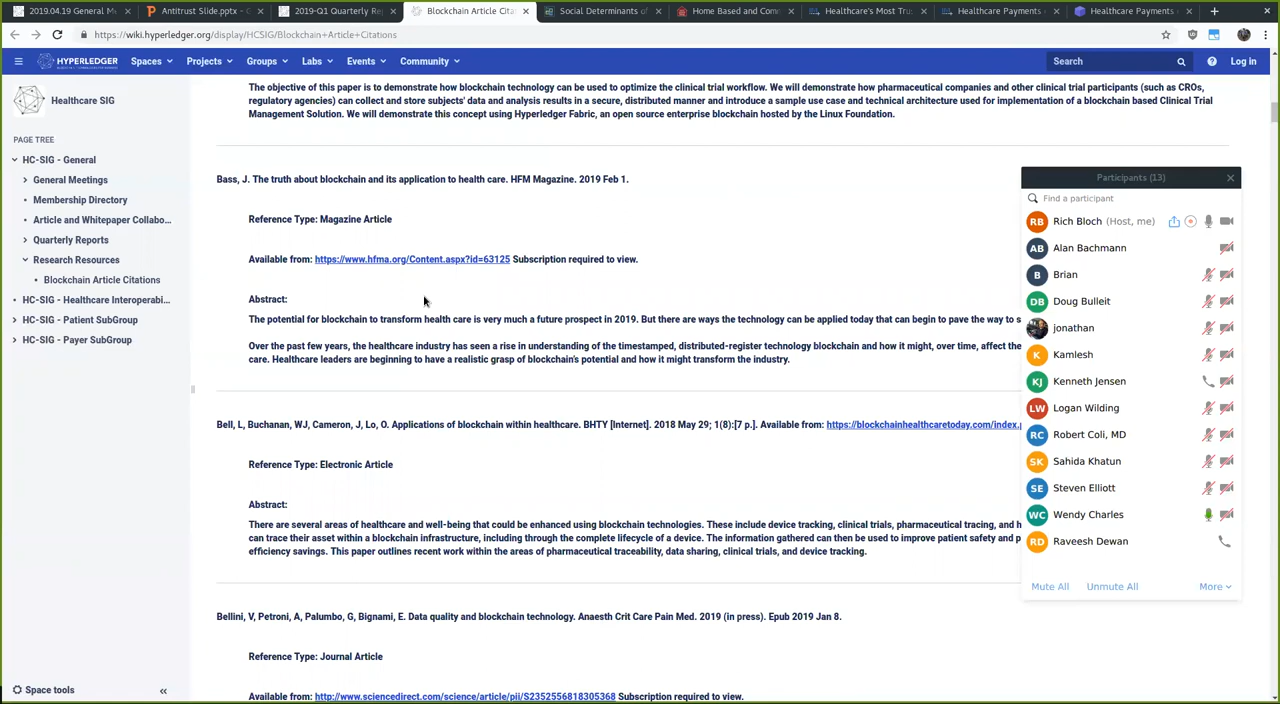 2019.04.19 General M
Antitrust Slide.pptx -
2019-Q1 Quarterly Re
Blockchain Article Cita
Social Determinants of
Home Based and Com
Healthcare's Most Tru
Healthcare Payments
Healthcare Payments
https://wiki.hyperledger.org/display/HCSIG/Blockchain+Article+Citations
HYPERLEDGER
Spaces
Projects
Groups
Labs
Events
Community
Search
Log in
Healthcare SIG
PAGE TREE
HC-SIG - General
General Meetings
Membership Directory
Article and Whitepaper Collabo...
Quarterly Reports
Research Resources
Blockchain Article Citations
HC-SIG - Healthcare Interoperabi...
HC-SIG - Patient SubGroup
HC-SIG - Payer SubGroup
Space tools
The objective of this paper is to demonstrate how blockchain technology can be used to optimize the clinical trial workflow. We will demonstrate how pharmaceutical companies and other clinical trial participants (such as CROs,
regulatory agencies) can collect and store subjects' data and analysis results in a secure, distributed manner and introduce a sample use case and technical architecture used for implementation of a blockchain based Clinical Trial
Management Solution. We will demonstrate this concept using Hyperledger Fabric, an open source enterprise blockchain hosted by the Linux Foundation.
Bass, J. The truth about blockchain and its application to health care. HFM Magazine. 2019 Feb 1.
Reference Type: Magazine Article
Available from: https://www.hfma.org/Content.aspx?id=63125 Subscription required to view.
Abstract:
The potential for blockchain to transform health care is very much a future prospect in 2019. But there are ways the technology can be applied today that can begin to pave the way to s
Over the past few years, the healthcare industry has seen a rise in understanding of the timestamped, distributed-register technology blockchain and how it might, over time, affect the
care. Healthcare leaders are beginning to have a realistic grasp of blockchain's potential and how it might transform the industry.
Bell, L, Buchanan, WJ, Cameron, J, Lo, O. Applications of blockchain within healthcare. BHTY [Internet]. 2018 May 29; 1(8):[7 p.]. Available from: https://blockchainhealthcaretoday.com/index.p
Reference Type: Electronic Article
Abstract:
There are several areas of healthcare and well-being that could be enhanced using blockchain technologies. These include device tracking, clinical trials, pharmaceutical tracing, and h
can trace their asset within a blockchain infrastructure, including through the complete lifecycle of a device. The information gathered can then be used to improve patient safety and p
efficiency savings. This paper outlines recent work within the areas of pharmaceutical traceability, data sharing, clinical trials, and device tracking.
Bellini, V, Petroni, A, Palumbo, G, Bignami, E. Data quality and blockchain technology. Anaesth Crit Care Pain Med. 2019 (in press). Epub 2019 Jan 8.
Reference Type: Journal Article
Available from: http://www.sciencedirect.com/science/article/pii/S2352556818305368 Subscription required to view.
Participants (13)
Find a participant
RB Rich Bloch (Host, me)
AB Alan Bachmann
B Brian
DB Doug Bulleit
jonathan
K Kamlesh
KJ Kenneth Jensen
LW Logan Wilding
RC Robert Coli, MD
SK Sahida Khatun
SE Steven Elliott
WC Wendy Charles
RD Raveesh Dewan
Mute All
Unmute All
More